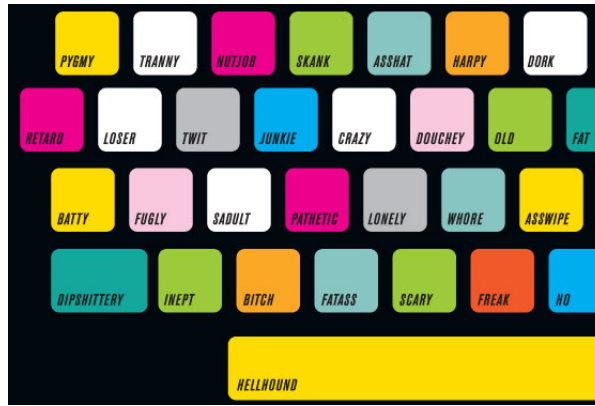 PYGMY TRANNY NUTJOB SKANK ASSHAT HARPY DORK
RETARD LOSER TWIT JUNKIE CRAZY DOUCHEY OLD FAT
BATTY FUGLY SADULT PATHETIC LONELY WHORE ASSWIPE
DIPSHITTERY INEPT BITCH FATASS SCARY FREAK HO
HELLHOUND